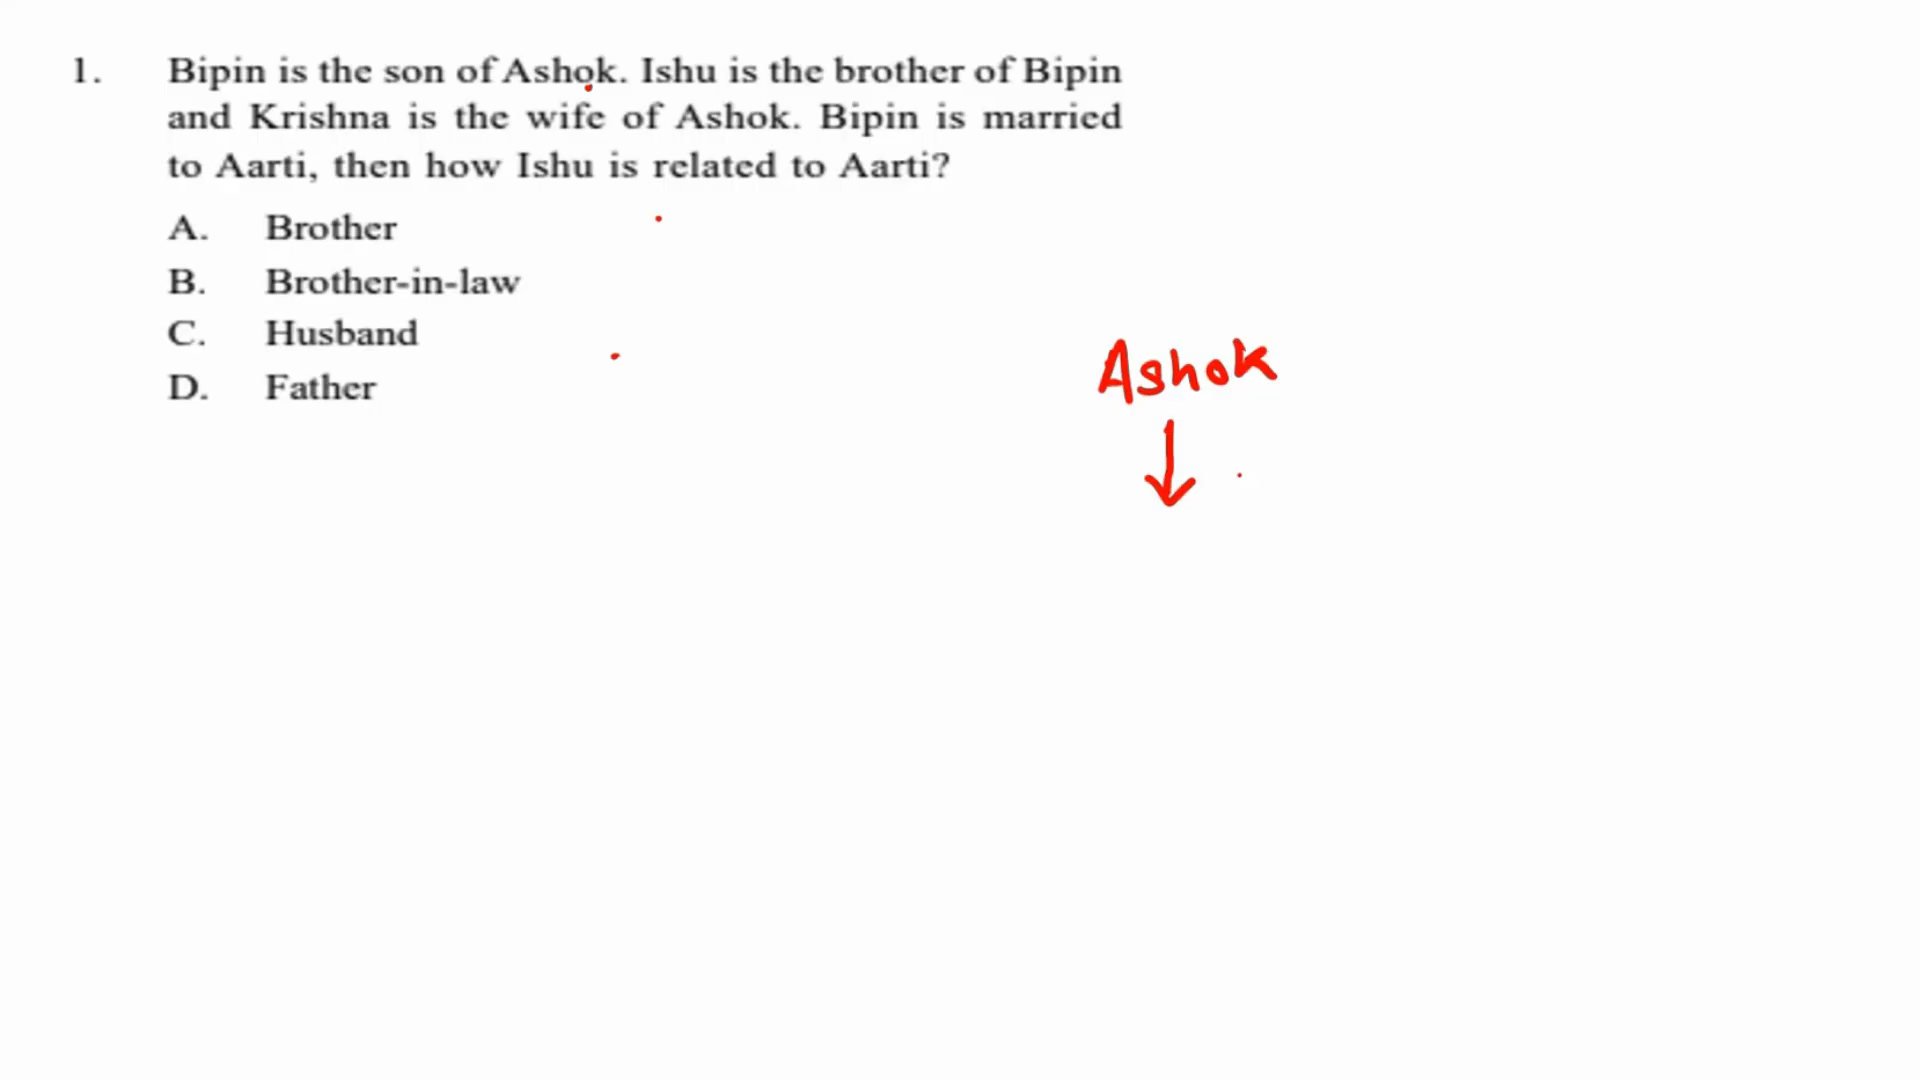 1. Bipin is the son of Ashok. Ishu is the brother of Bipin
and Krishna is the wife of Ashok. Bipin is married
to Aarti, then how Ishu is related to Aarti?
A. Brother
B. Brother-in-law
C. Husband
D. Father
Ashok